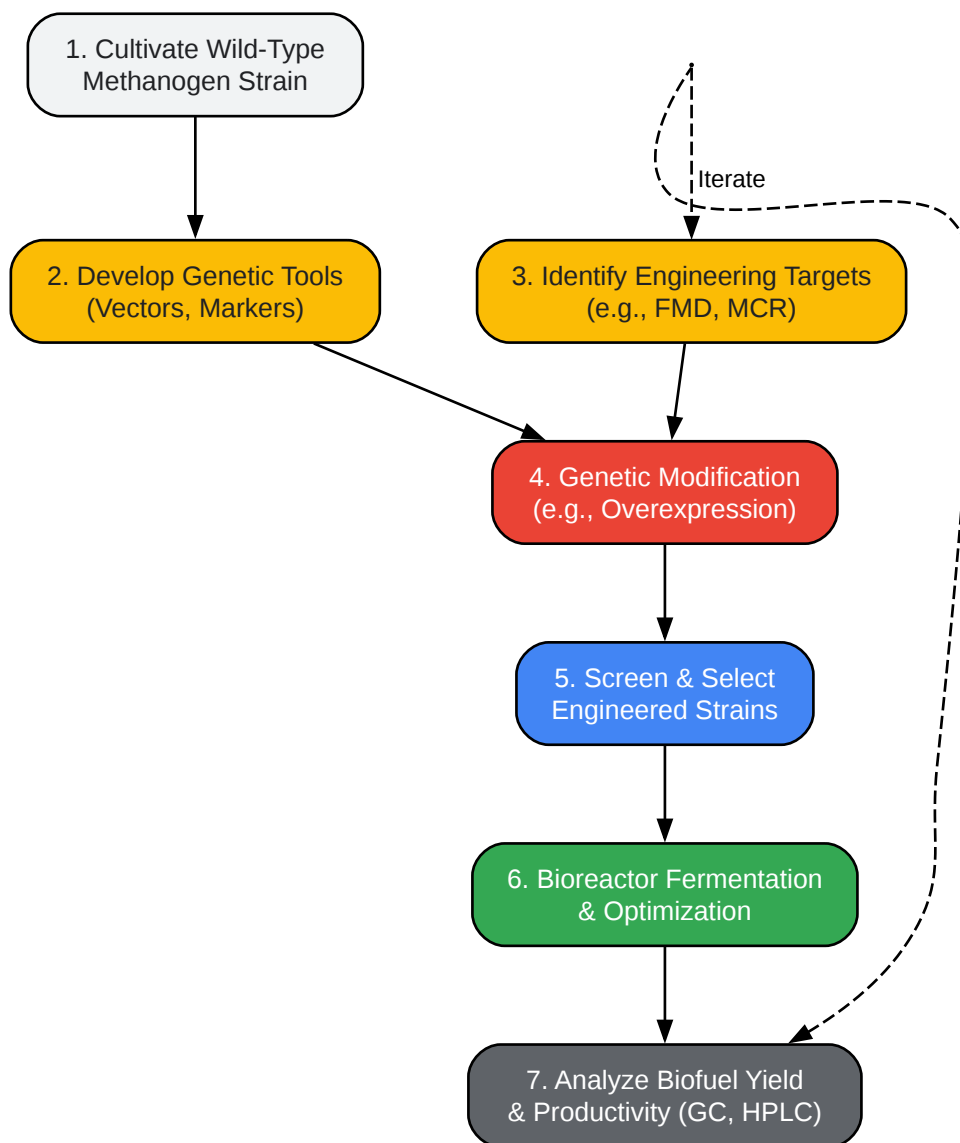 1. Cultivate Wild-Type
Methanogen Strain
Iterate
2. Develop Genetic Tools
(Vectors, Markers)
3. Identify Engineering Targets
(e.g., FMD, MCR)
4. Genetic Modification
(e.g., Overexpression)
5. Screen & Select
Engineered Strains
6. Bioreactor Fermentation
& Optimization
7. Analyze Biofuel Yield
& Productivity (GC, HPLC)